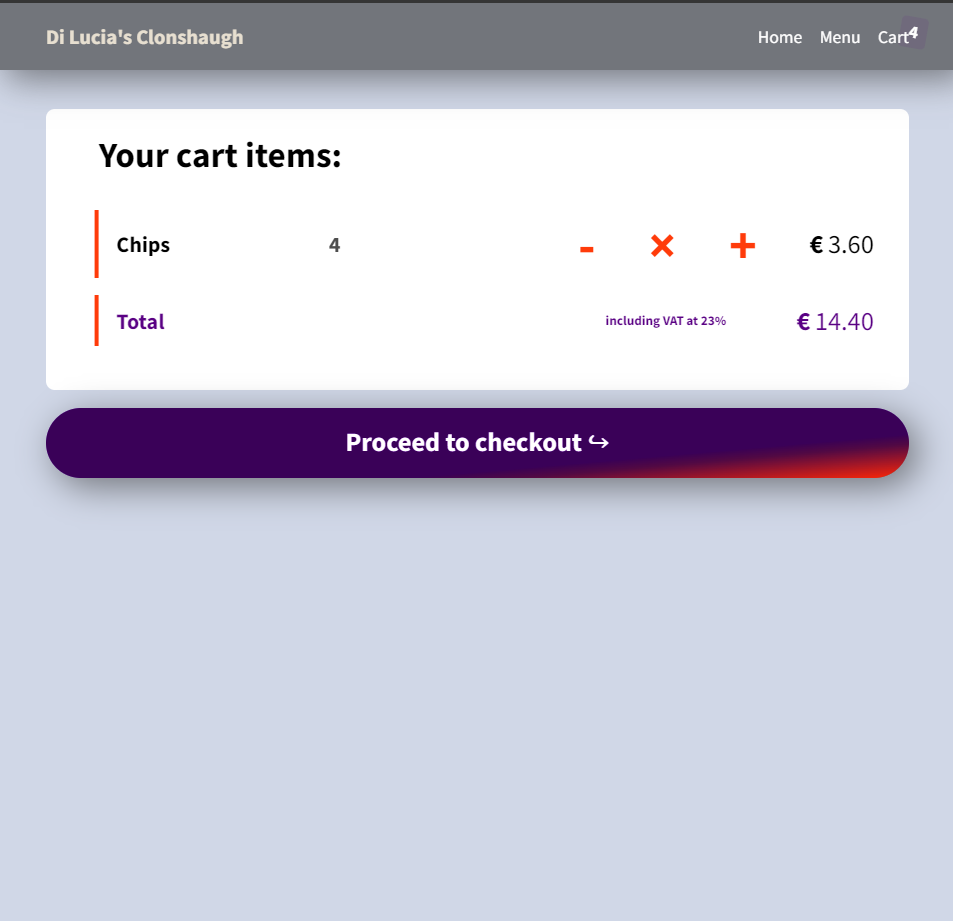 Di Lucia's Clonshaugh Home Menu Cart 4
Your cart items:
Chips 4 - × + € 3.60
Total including VAT at 23% € 14.40
Proceed to checkout ↪